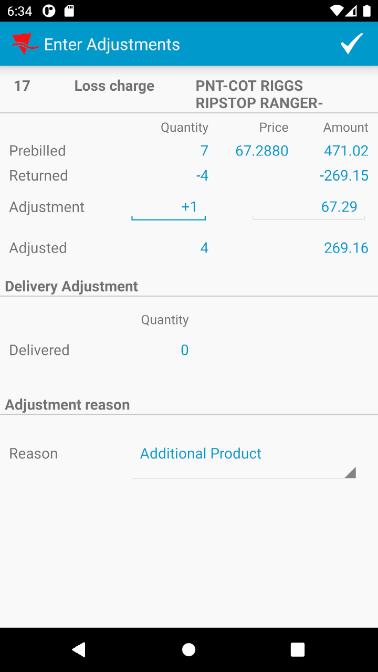 6:34
Enter Adjustments
17 Loss charge PNT-COT RIGGS
RIPSTOP RANGER-
Quantity Price Amount
Prebilled 7 67.2880 471.02
Returned -4 -269.15
Adjustment +1 67.29
Adjusted 4 269.16
Delivery Adjustment
Quantity
Delivered 0
Adjustment reason
Reason Additional Product